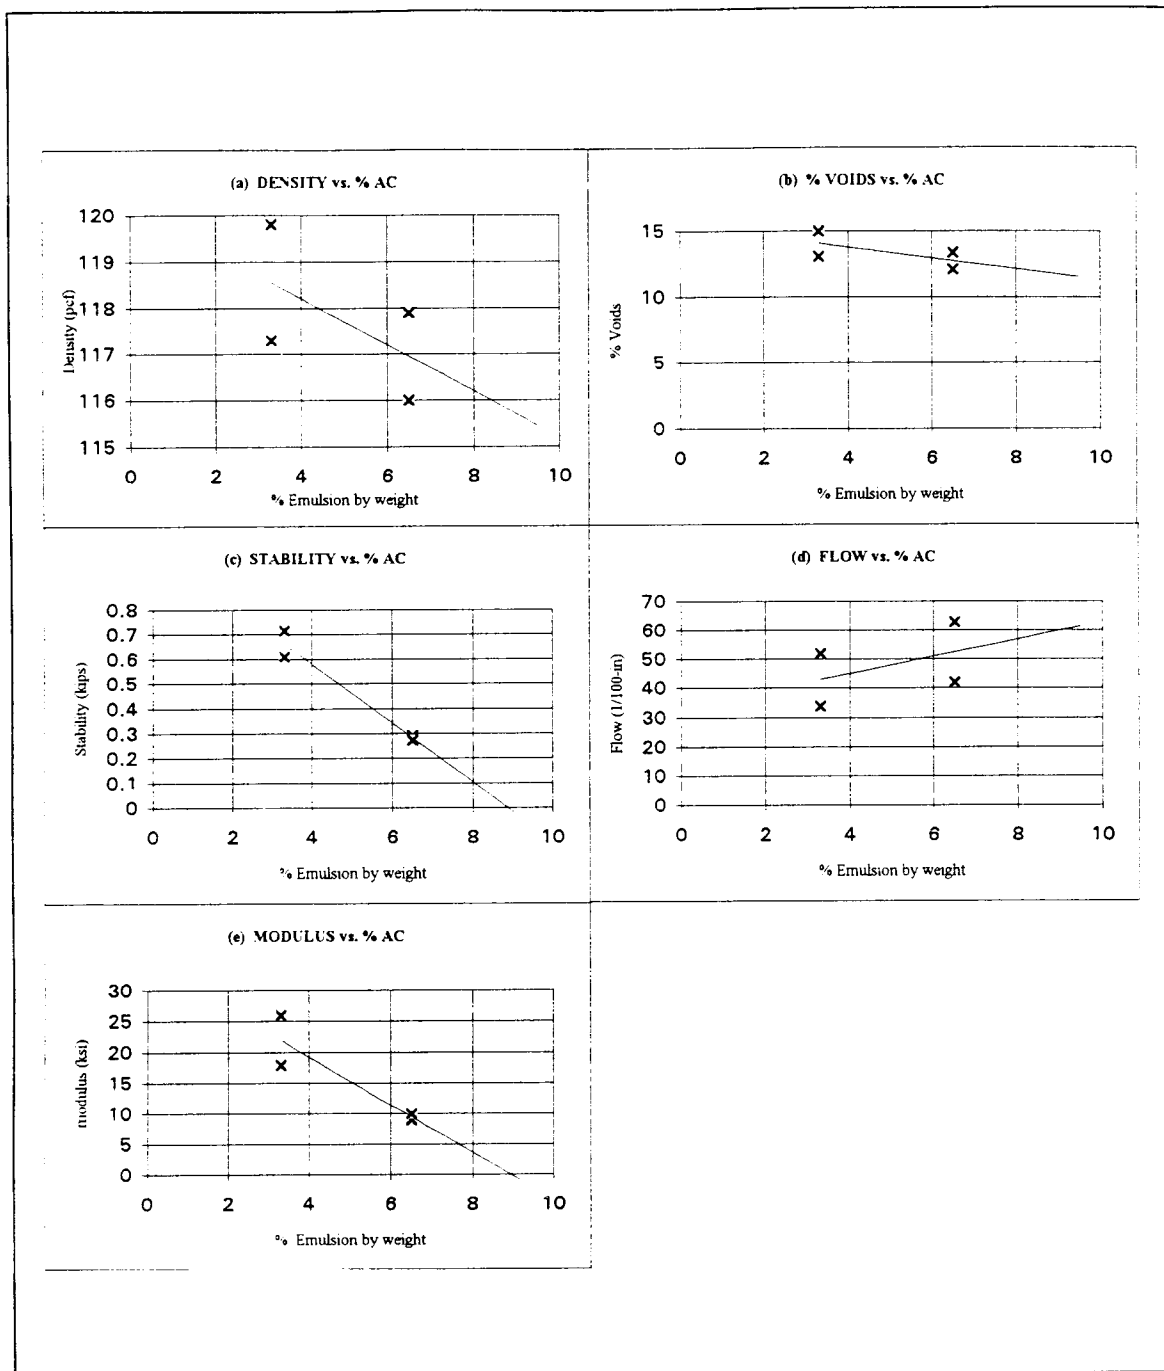 (a) DENSITY vs. % AC
Density (pcf)
120
119
118
117
116
115
0 2 4 6 8 10
% Emulsion by weight
(b) % VOIDS vs. % AC
% Voids
15
10
5
0
0 2 4 6 8 10
% Emulsion by weight
(c) STABILITY vs. % AC
Stability (kips)
0.8
0.7
0.6
0.5
0.4
0.3
0.2
0.1
0
0 2 4 6 8 10
% Emulsion by weight
(d) FLOW vs. % AC
Flow (1/100-in)
70
60
50
40
30
20
10
0
0 2 4 6 8 10
% Emulsion by weight
(e) MODULUS vs. % AC
modulus (ksi)
30
25
20
15
10
5
0
0 2 4 6 8 10
% Emulsion by weight